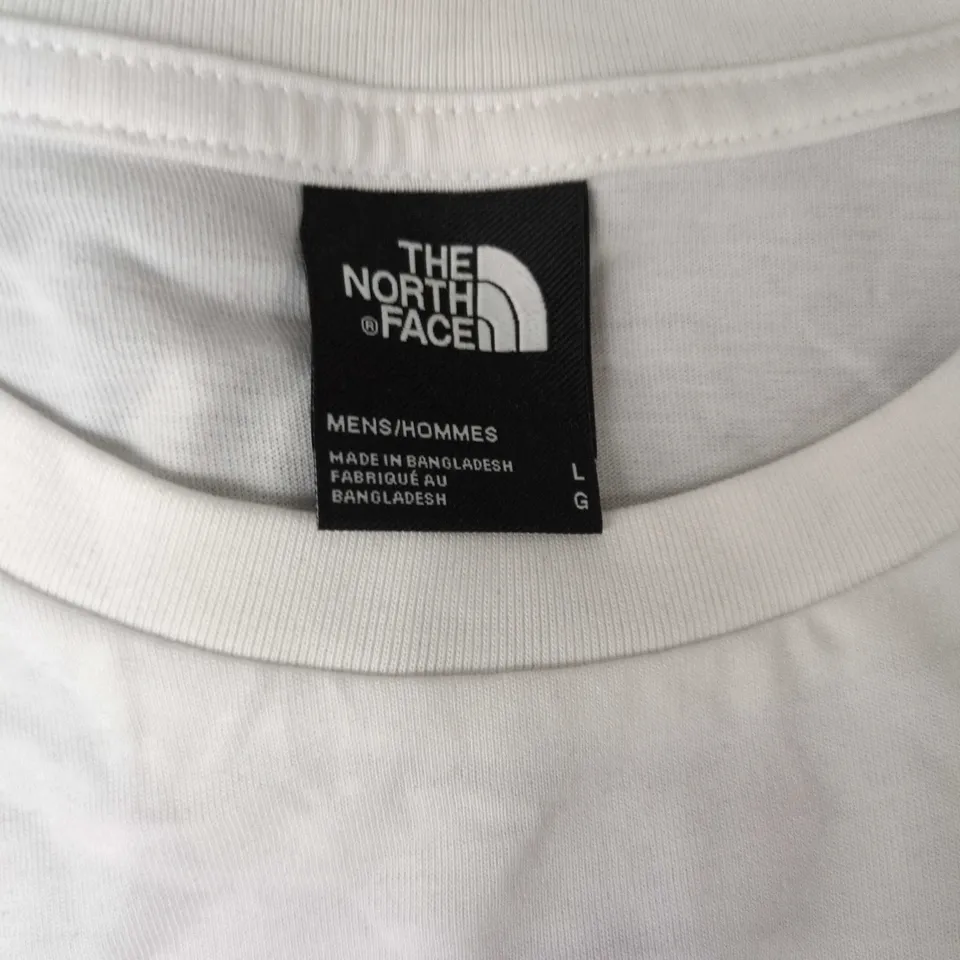 THE
NORTH
® FACE
MENS/HOMMES
MADE IN BANGLADESH
FABRIQUÉ AU
BANGLADESH
L
G